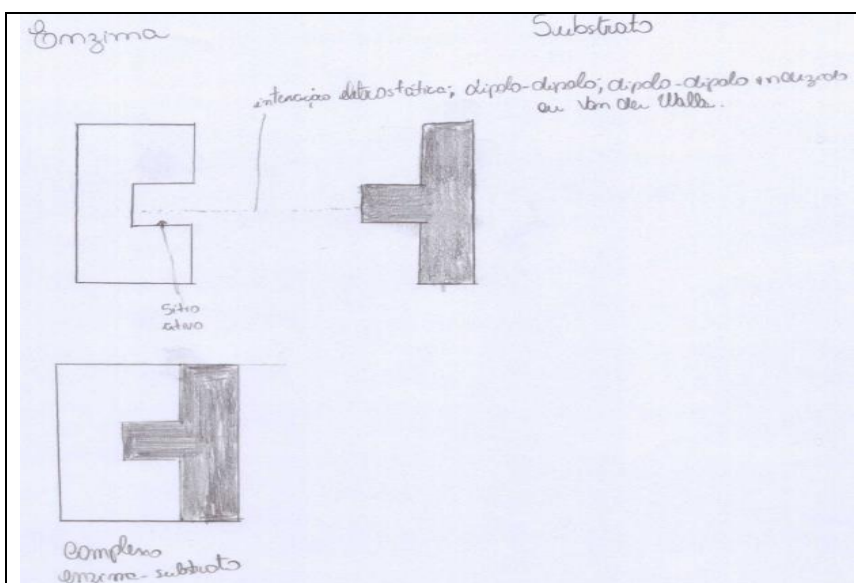 Enzima
Substrato
interação eletrostática; dipolo-dipolo; dipolo-dipolo induzido
ou Van der Walls.
Sítio
ativo
Complexo
enzima-substrato